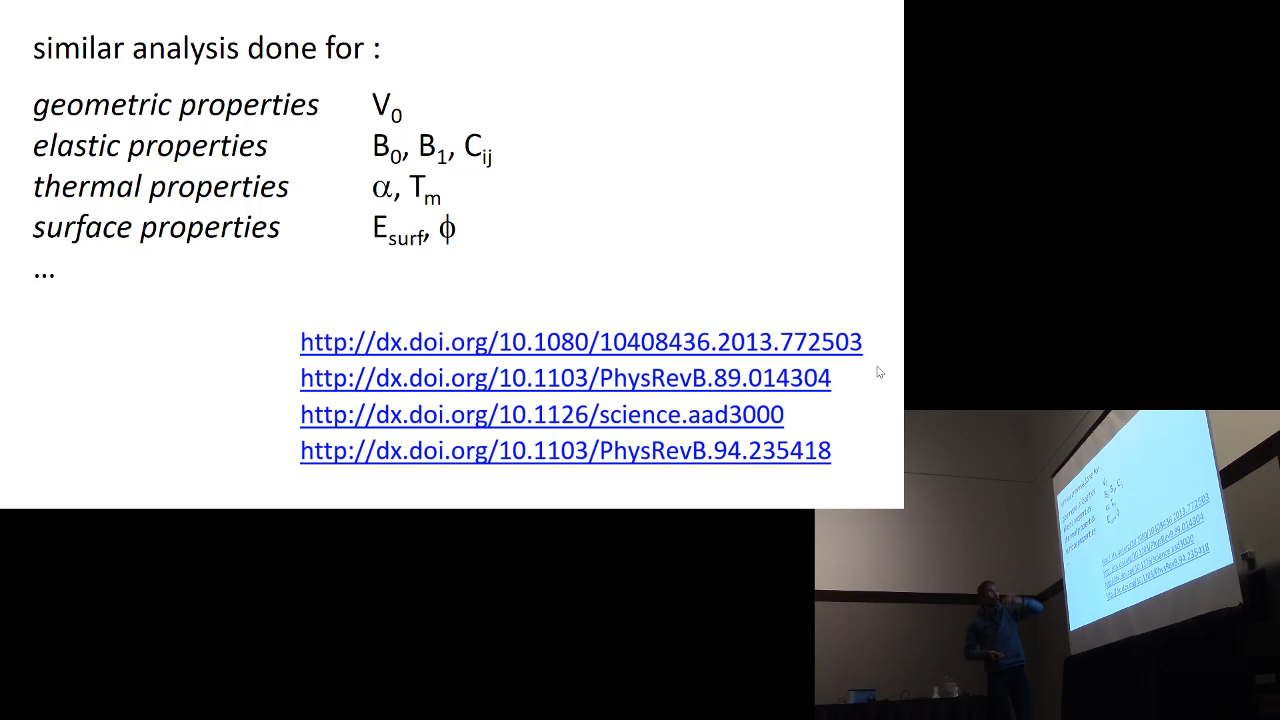 similar analysis done for :
geometric properties V₀
elastic properties B₀, B₁, Cᵢⱼ
thermal properties α, Tₘ
surface properties E_surf, ϕ
...
http://dx.doi.org/10.1080/10408436.2013.772503
http://dx.doi.org/10.1103/PhysRevB.89.014304
http://dx.doi.org/10.1126/science.aad3000
http://dx.doi.org/10.1103/PhysRevB.94.235418